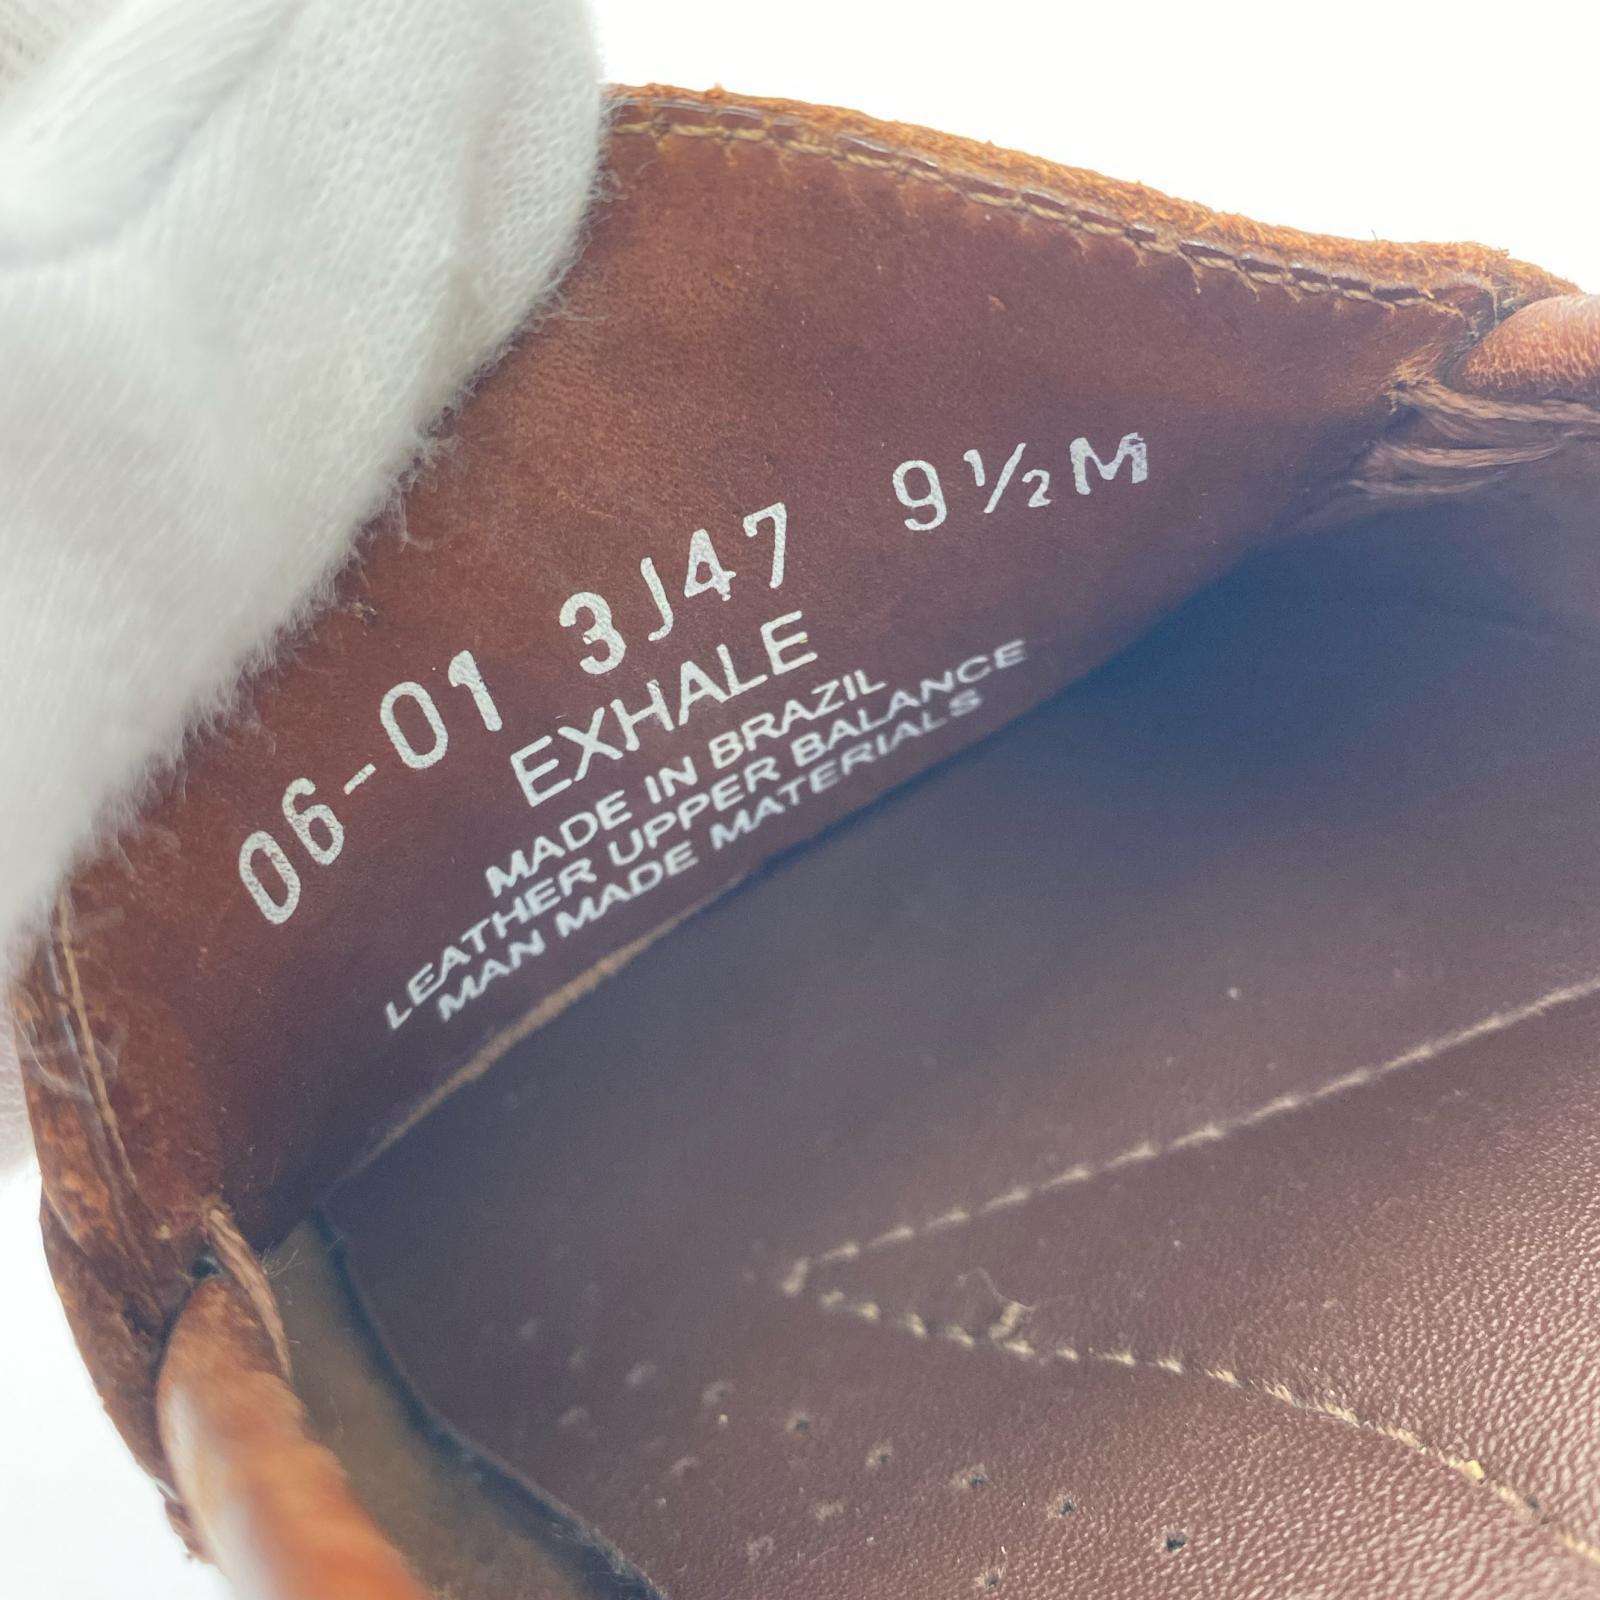 06-01 3J47 9½M
EXHALE
MADE IN BRAZIL
LEATHER UPPER BALANCE
MAN MADE MATERIALS